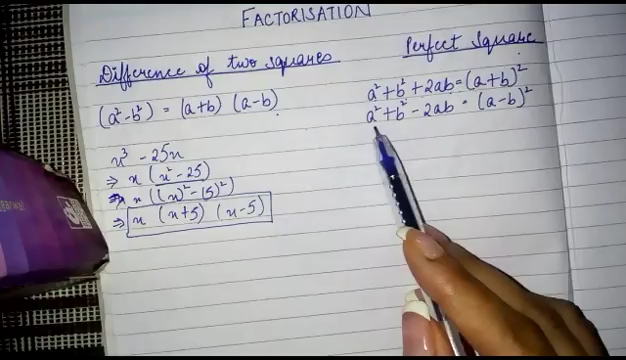 FACTORISATION
Difference of two squares
(a²-b²) = (a+b) (a-b)
x³ - 25x
⇒ x (x²-25)
⇒ x ((x)²-(5)²)
⇒ x (x+5) (x-5)
Perfect Square
a²+b²+2ab=(a+b)²
a²+b²-2ab = (a-b)²